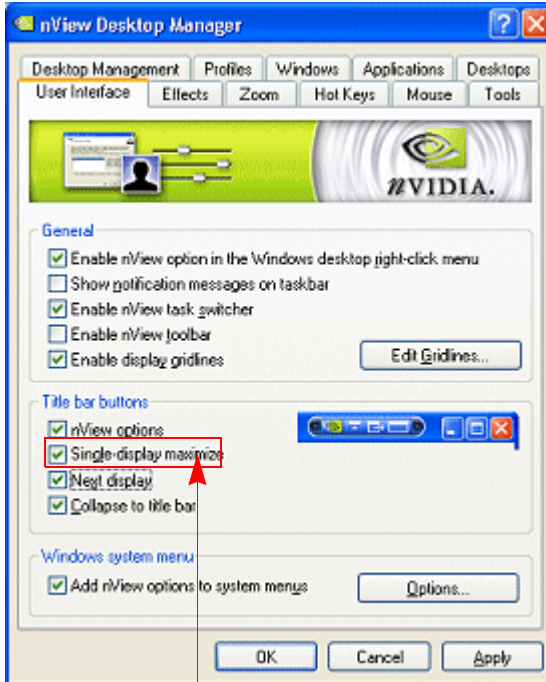 nView Desktop Manager
Desktop Management Profiles Windows Applications Desktops
User Interface Effects Zoom Hot Keys Mouse Tools
nVIDIA.
General
Enable nView option in the Windows desktop right-click menu
Show notification messages on taskbar
Enable nView task switcher
Enable nView toolbar
Enable display gridlines
Edit Gridlines...
Title bar buttons
nView options
Single-display maximize
Next display
Collapse to title bar
Windows system menu
Add nView options to system menus
Options...
OK Cancel Apply